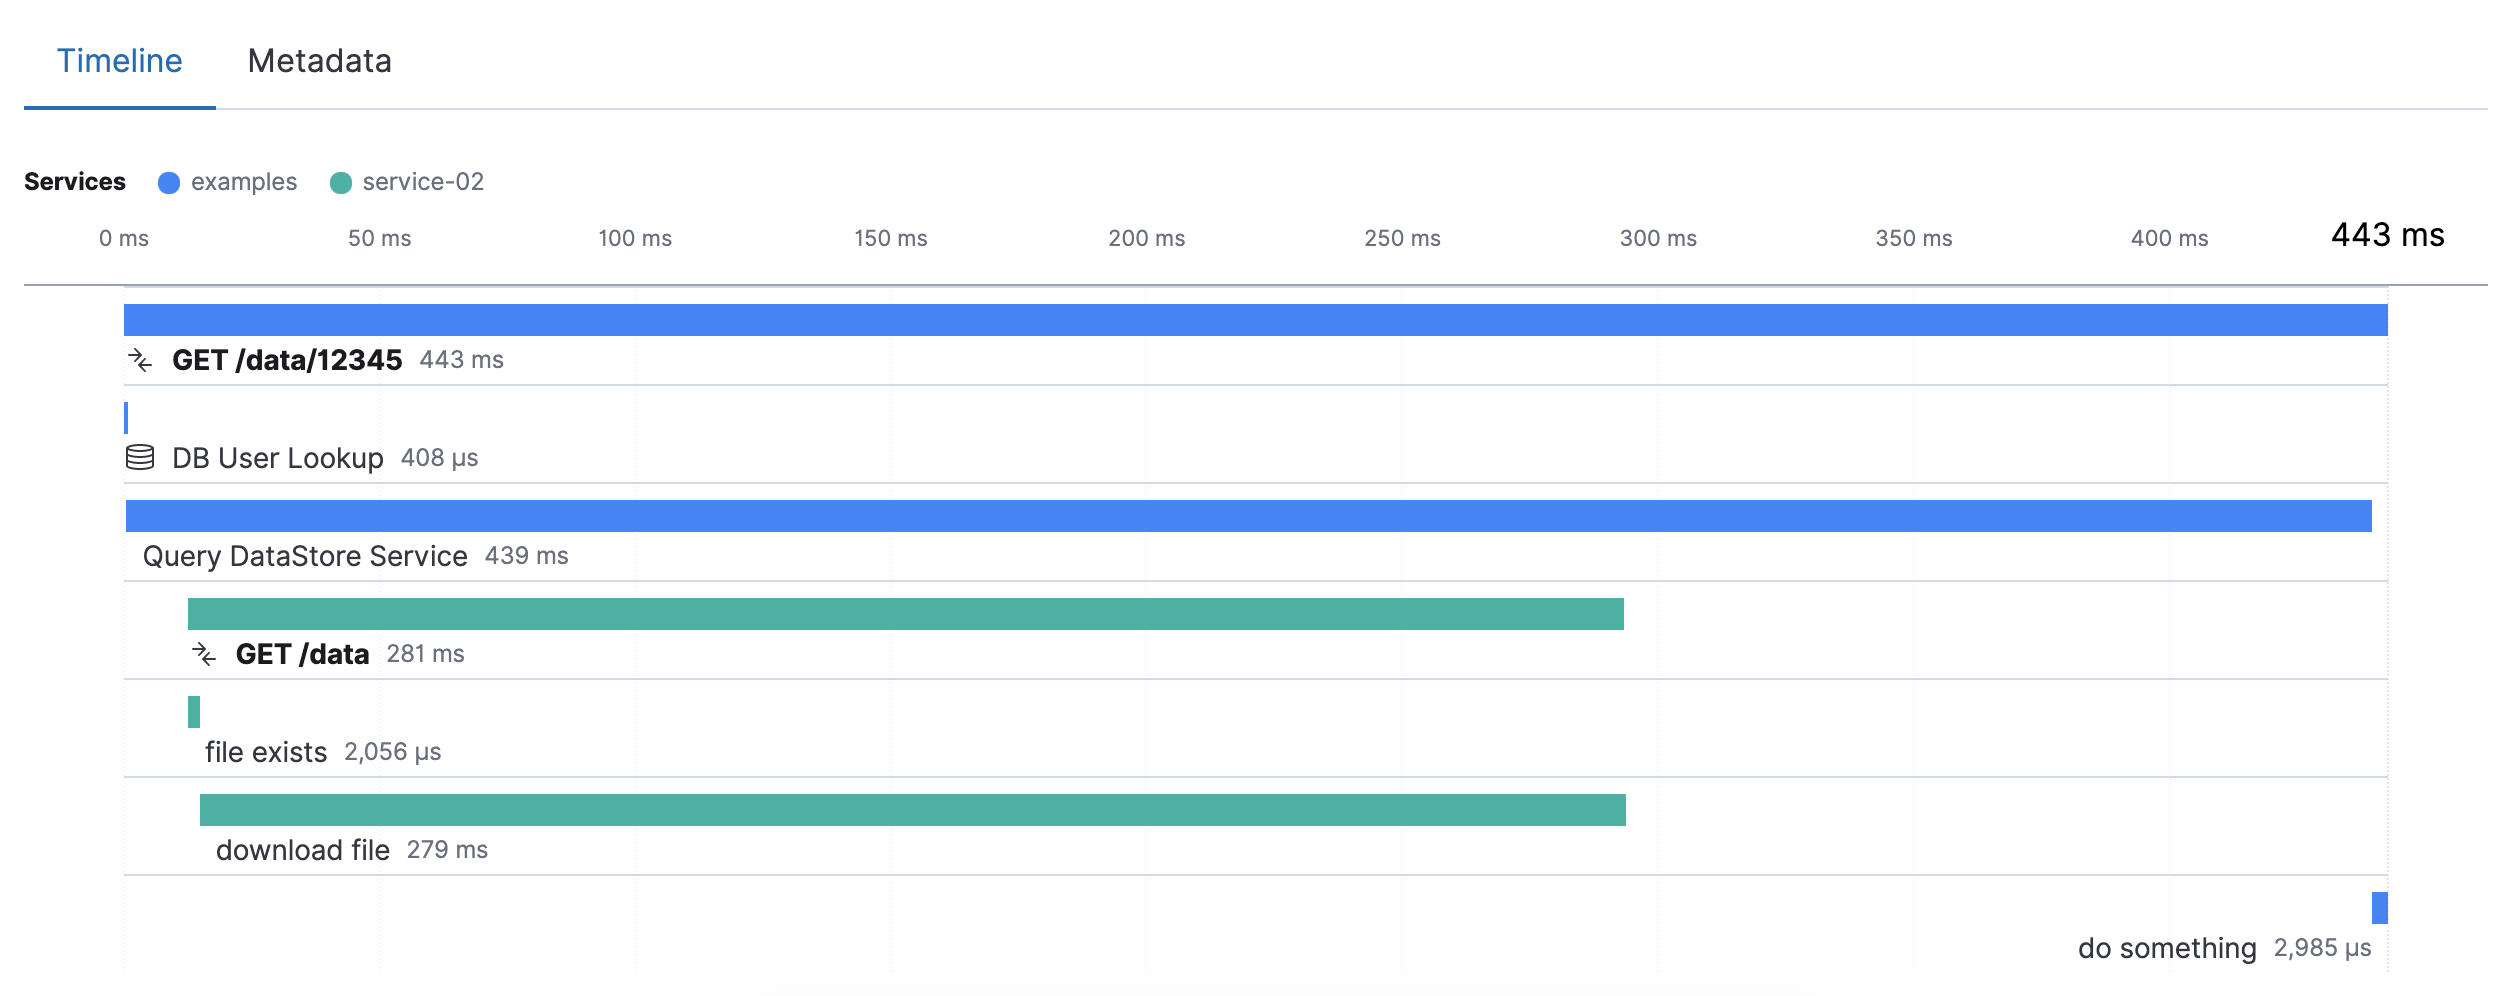 Timeline Metadata
Services examples service-02
0 ms 50 ms 100 ms 150 ms 200 ms 250 ms 300 ms 350 ms 400 ms 443 ms
GET /data/12345 443 ms
DB User Lookup 408 μs
Query DataStore Service 439 ms
GET /data 281 ms
file exists 2,056 μs
download file 279 ms
do something 2,985 μs